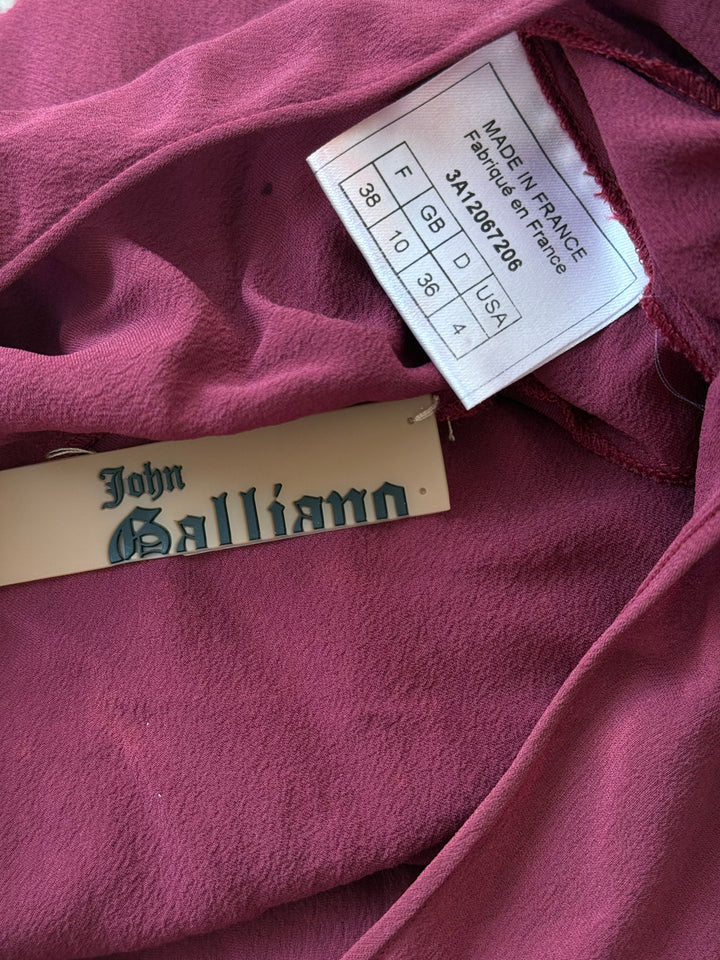 MADE IN FRANCE
Fabriqué en France
3A12067206
F GB D USA
38 10 36 4
John
Galliano